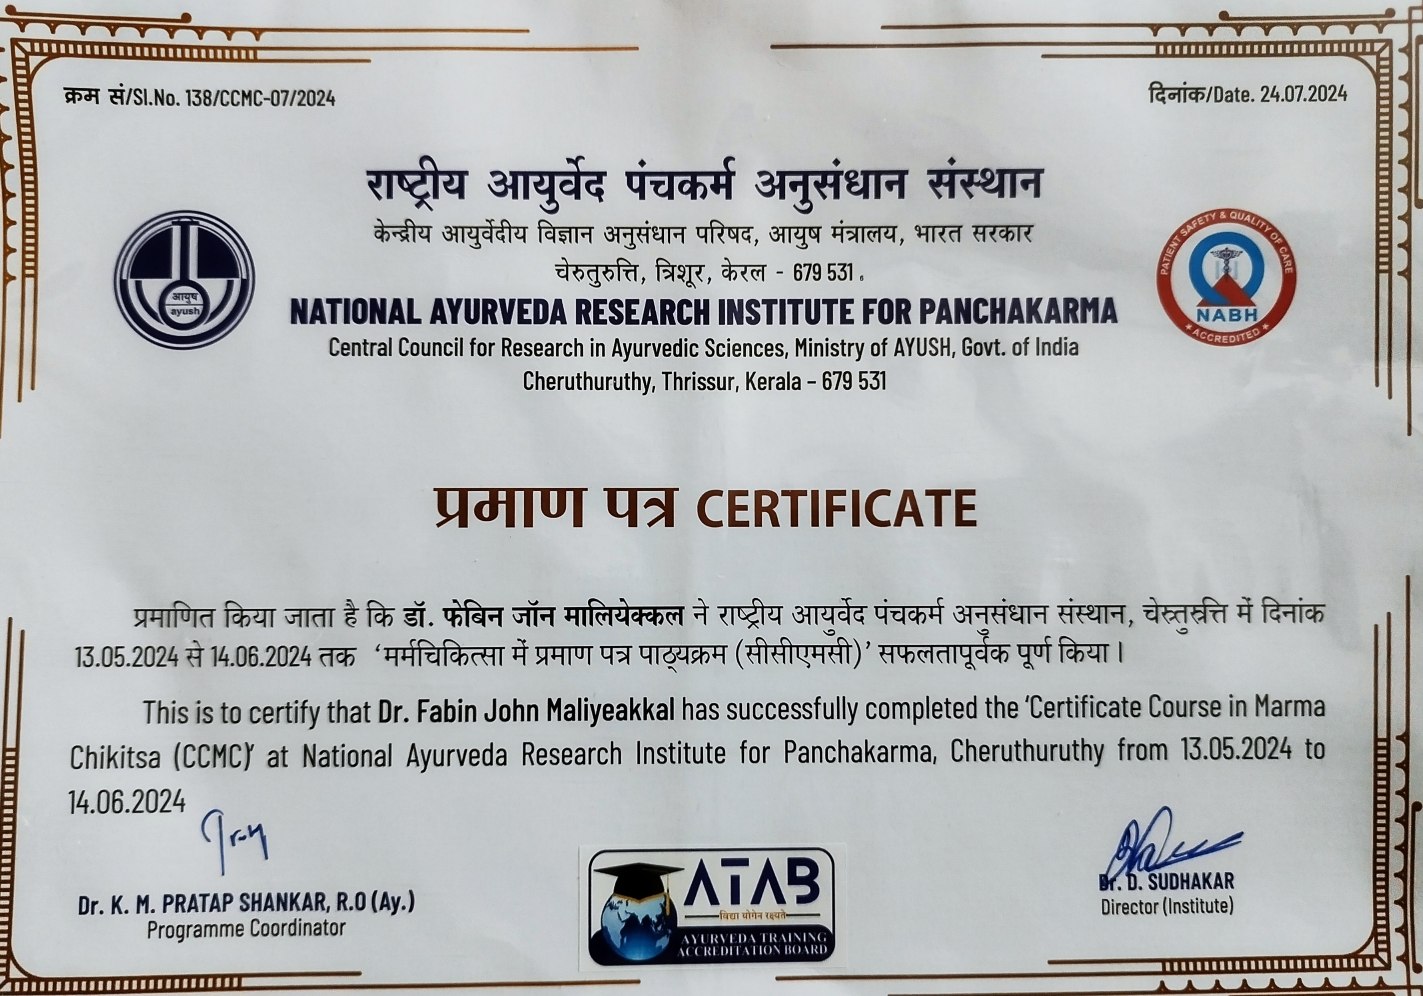 क्रम सं/Sl.No. 138/CCMC-07/2024
दिनांक/Date. 24.07.2024
राष्ट्रीय आयुर्वेद पंचकर्म अनुसंधान संस्थान
केन्द्रीय आयुर्वेदीय विज्ञान अनुसंधान परिषद, आयुष मंत्रालय, भारत सरकार
चेरुतुरुत्ति, त्रिशूर, केरल - 679 531 .
NATIONAL AYURVEDA RESEARCH INSTITUTE FOR PANCHAKARMA
Central Council for Research in Ayurvedic Sciences, Ministry of AYUSH, Govt. of India
Cheruthuruthy, Thrissur, Kerala – 679 531
आयुष
ayush
PATIENT SAFETY & QUALITY OF CARE
NABH
ACCREDITED
प्रमाण पत्र CERTIFICATE
प्रमाणित किया जाता है कि डॉ. फेबिन जॉन मालियेक्कल ने राष्ट्रीय आयुर्वेद पंचकर्म अनुसंधान संस्थान, चेरुतुरुत्ति में दिनांक
13.05.2024 से 14.06.2024 तक 'मर्मचिकित्सा में प्रमाण पत्र पाठ्यक्रम (सीसीएमसी)' सफलतापूर्वक पूर्ण किया।
This is to certify that Dr. Fabin John Maliyeakkal has successfully completed the 'Certificate Course in Marma
Chikitsa (CCMC)' at National Ayurveda Research Institute for Panchakarma, Cheruthuruthy from 13.05.2024 to
14.06.2024
Dr. K. M. PRATAP SHANKAR, R.O (Ay.)
Programme Coordinator
ATAB
विद्या योगेन रक्ष्यते
AYURVEDA TRAINING
ACCREDITATION BOARD
Dr. D. SUDHAKAR
Director (Institute)